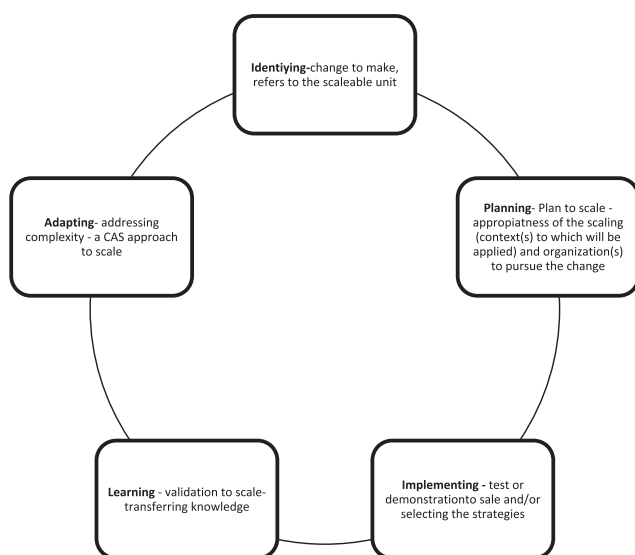 Identiying-change to make,
refers to the scaleable unit
Planning- Plan to scale -
appropiatness of the scaling
(context(s) to which will be
applied) and organization(s)
to pursue the change
Implementing - test or
demonstrationto sale and/or
selecting the strategies
Learning - validation to scale-
transferring knowledge
Adapting- addressing
complexity - a CAS approach
to scale